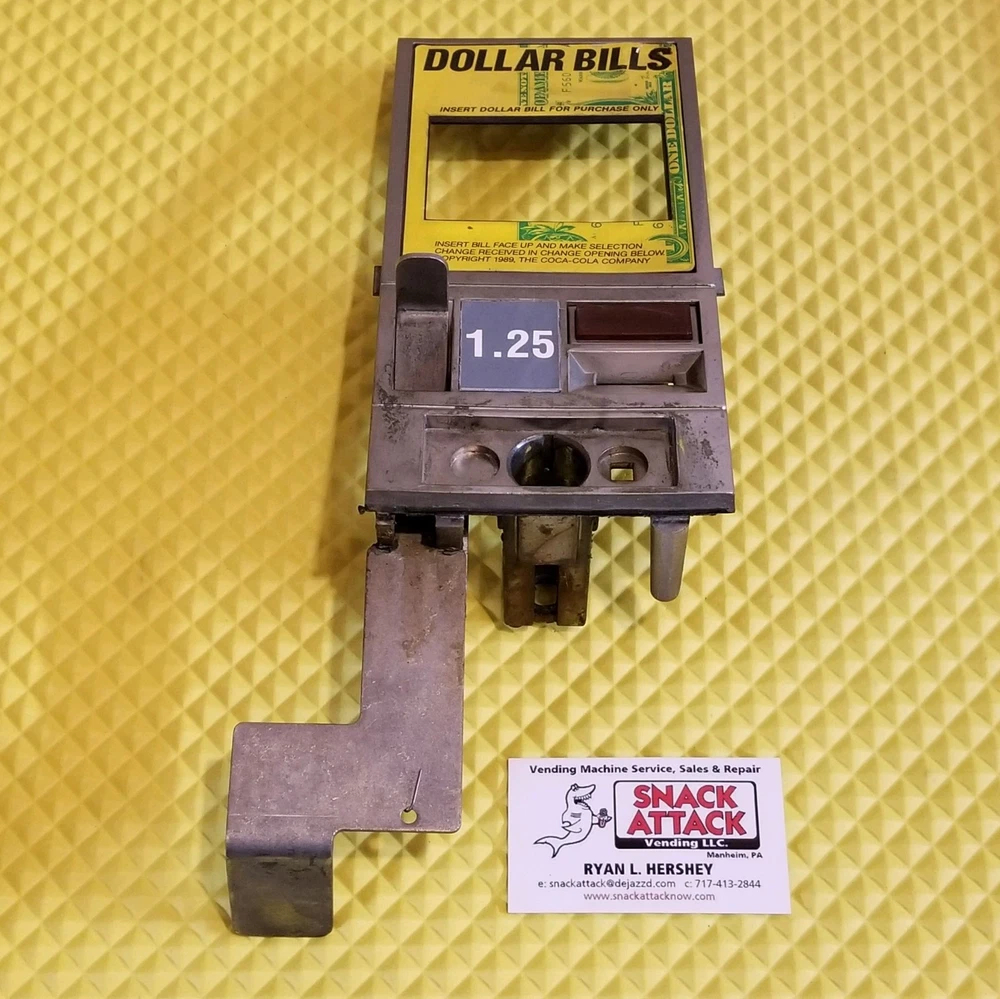 DOLLAR BILLS
INSERT DOLLAR BILL FOR PURCHASE ONLY
ONE DOLLAR
INSERT BILL FACE UP AND MAKE SELECTION
CHANGE RECEIVED IN CHANGE OPENING BELOW.
COPYRIGHT 1989, THE COCA-COLA COMPANY
1.25
Vending Machine Service, Sales & Repair
SNACK
ATTACK
Vending LLC.
Manheim, PA
RYAN L. HERSHEY
e: snackattack@dejazzd.com c: 717-413-2844
www.snackattacknow.com